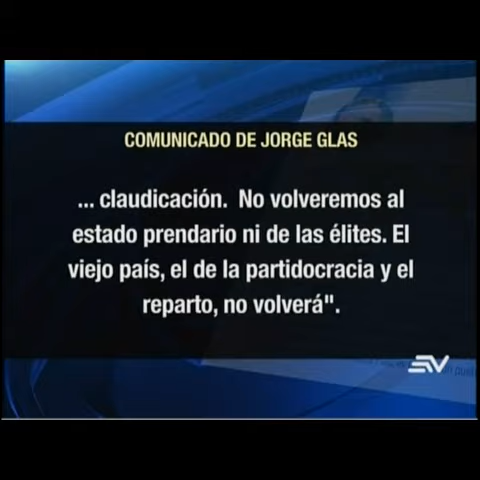 COMUNICADO DE JORGE GLAS
... claudicación. No volveremos al
estado prendario ni de las élites. El
viejo país, el de la partidocracia y el
reparto, no volverá".